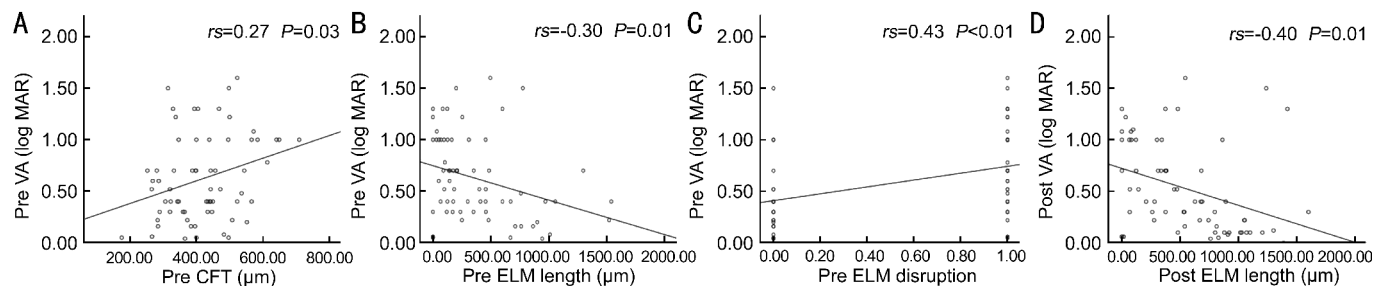 A
rs=0.27 P=0.03
2.00
1.50
1.00
0.50
0.00
Pre VA (log MAR)
200.00 400.00 600.00 800.00
Pre CFT (μm)
B
rs=-0.30 P=0.01
2.00
1.50
1.00
0.50
0.00
Pre VA (log MAR)
0.00 500.00 1000.00 1500.00 2000.00
Pre ELM length (μm)
C
rs=0.43 P<0.01
2.00
1.50
1.00
0.50
0.00
Pre VA (log MAR)
0.00 0.20 0.40 0.60 0.80 1.00
Pre ELM disruption
D
rs=-0.40 P=0.01
2.00
1.50
1.00
0.50
0.00
Post VA (log MAR)
0.00 500.00 1000.00 1500.00 2000.00
Post ELM length (μm)